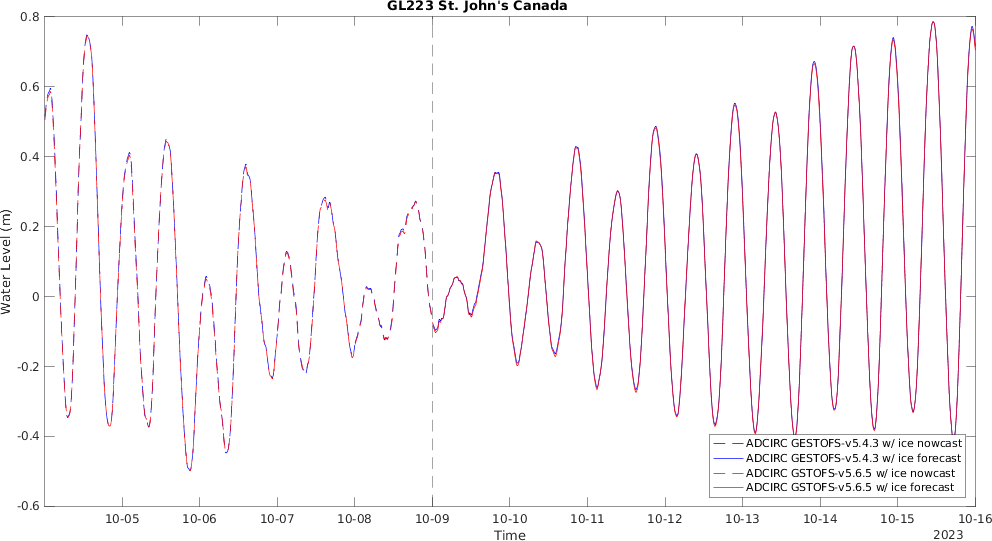 GL223 St. John's Canada
Water Level (m)
0.8
0.6
0.4
0.2
0
-0.2
-0.4
-0.6
ADCIRC GESTOFS-v5.4.3 w/ ice nowcast
ADCIRC GESTOFS-v5.4.3 w/ ice forecast
ADCIRC GSTOFS-v5.6.5 w/ ice nowcast
ADCIRC GSTOFS-v5.6.5 w/ ice forecast
10-05 10-06 10-07 10-08 10-09 10-10 10-11 10-12 10-13 10-14 10-15 10-16
Time
2023